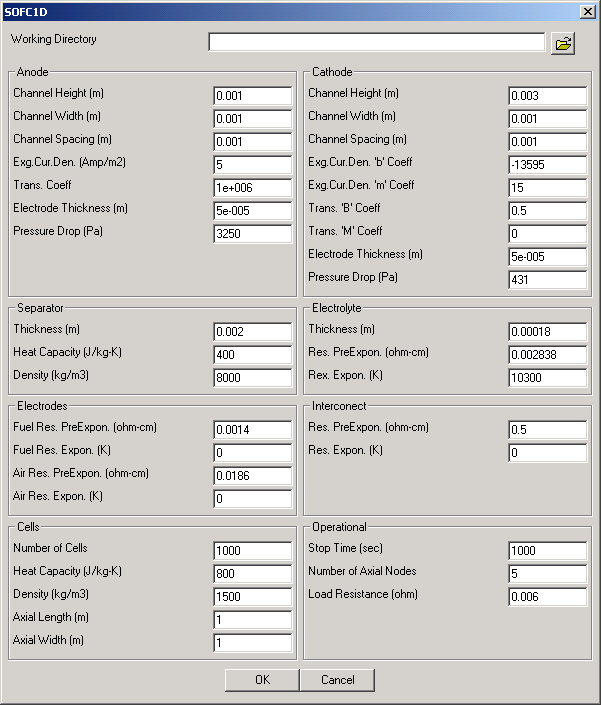 SOFC1D
Working Directory
Anode
Channel Height (m) 0.001
Channel Width (m) 0.001
Channel Spacing (m) 0.001
Exg.Cur.Den. (Amp/m2) 5
Trans. Coeff 1e+006
Electrode Thickness (m) 5e-005
Pressure Drop (Pa) 3250
Cathode
Channel Height (m) 0.003
Channel Width (m) 0.001
Channel Spacing (m) 0.001
Exg.Cur.Den. 'b' Coeff -13595
Exg.Cur.Den. 'm' Coeff 15
Trans. 'B' Coeff 0.5
Trans. 'M' Coeff 0
Electrode Thickness (m) 5e-005
Pressure Drop (Pa) 431
Separator
Thickness (m) 0.002
Heat Capacity (J/kg-K) 400
Density (kg/m3) 8000
Electrolyte
Thickness (m) 0.00018
Res. PreExpon. (ohm-cm) 0.002838
Rex. Expon. (K) 10300
Electrodes
Fuel Res. PreExpon. (ohm-cm) 0.0014
Fuel Res. Expon. (K) 0
Air Res. PreExpon. (ohm-cm) 0.0186
Air Res. Expon. (K) 0
Interconect
Res. PreExpon. (ohm-cm) 0.5
Res. Expon. (K) 0
Cells
Number of Cells 1000
Heat Capacity (J/kg-K) 800
Density (kg/m3) 1500
Axial Length (m) 1
Axial Width (m) 1
Operational
Stop Time (sec) 1000
Number of Axial Nodes 5
Load Resistance (ohm) 0.006
OK Cancel